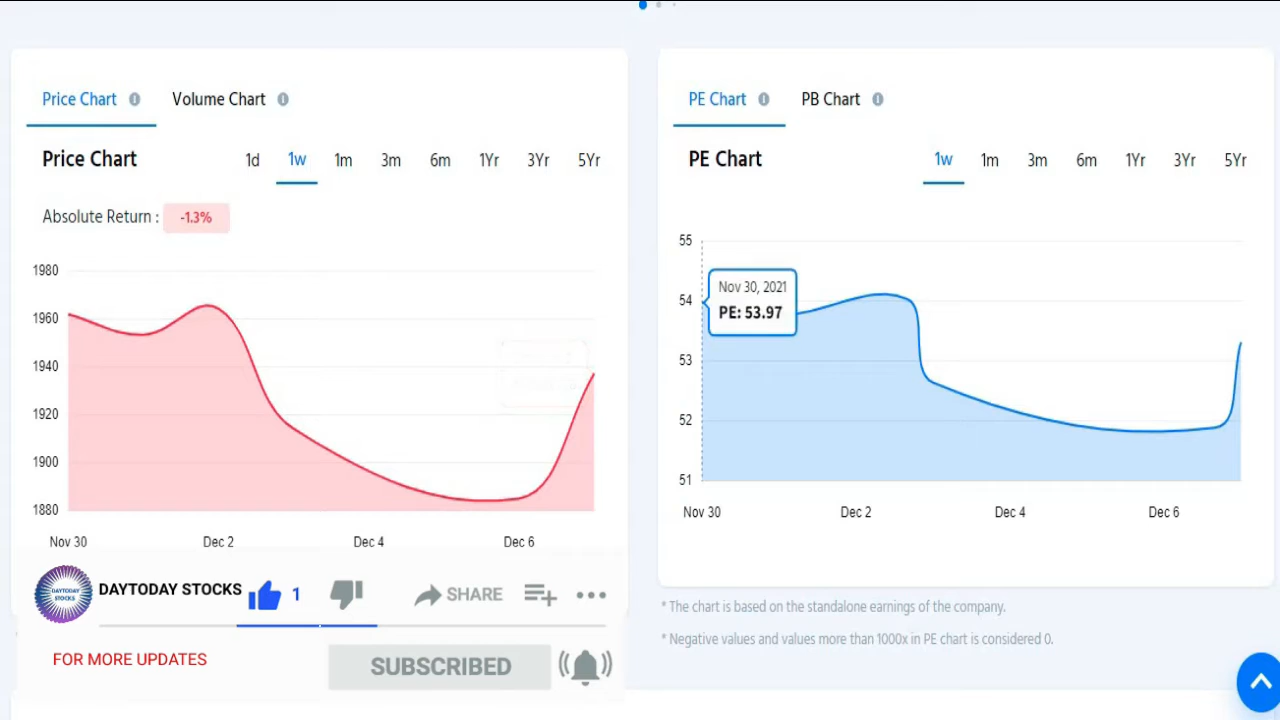 Price Chart
Volume Chart
Price Chart
1d 1w 1m 3m 6m 1Yr 3Yr 5Yr
Absolute Return : -1.3%
1980
1960
1940
1920
1900
1880
Nov 30 Dec 2 Dec 4 Dec 6
PE Chart
PB Chart
PE Chart
1w 1m 3m 6m 1Yr 3Yr 5Yr
55
54
53
52
51
Nov 30, 2021
PE: 53.97
Nov 30 Dec 2 Dec 4 Dec 6
* The chart is based on the standalone earnings of the company.
* Negative values and values more than 1000x in PE chart is considered 0.
DAYTODAY
STOCKS
DAYTODAY STOCKS
1
SHARE
FOR MORE UPDATES
SUBSCRIBED